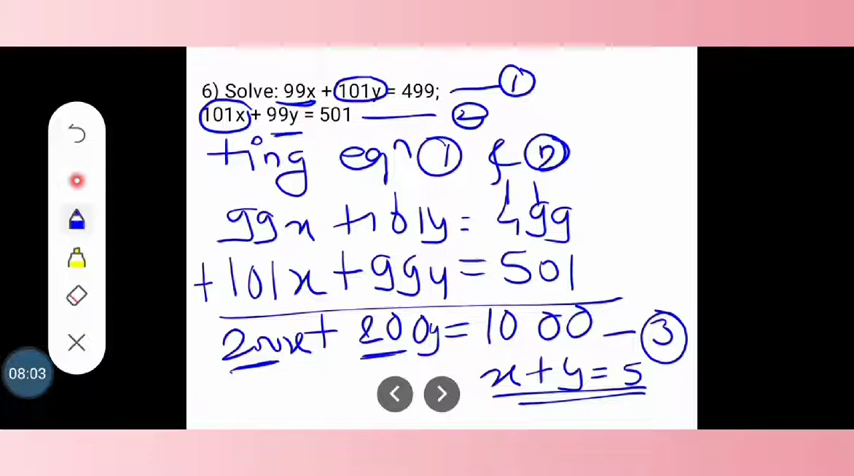 6) Solve: 99x + 101y = 499; —— 1
101x + 99y = 501 —— 2
+ing eqn 1 & 2
99x + 101y = 499
+101x + 99y = 501
200x + 200y = 1000 — 3
x + y = 5
08:03